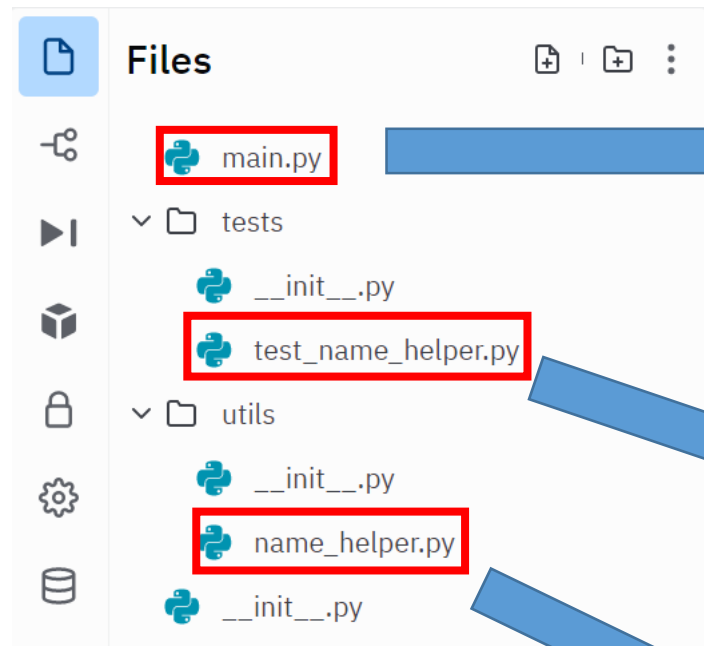 Files
main.py
tests
__init__.py
test_name_helper.py
utils
__init__.py
name_helper.py
__init__.py